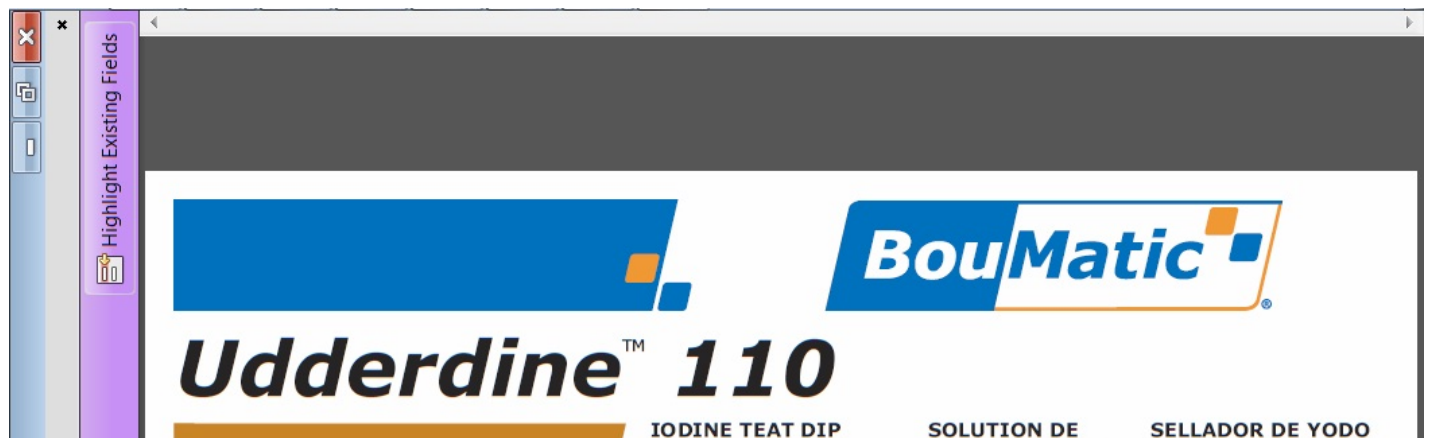 Highlight Existing Fields
BouMatic®
Udderdine™ 110
IODINE TEAT DIP SOLUTION DE SELLADOR DE YODO